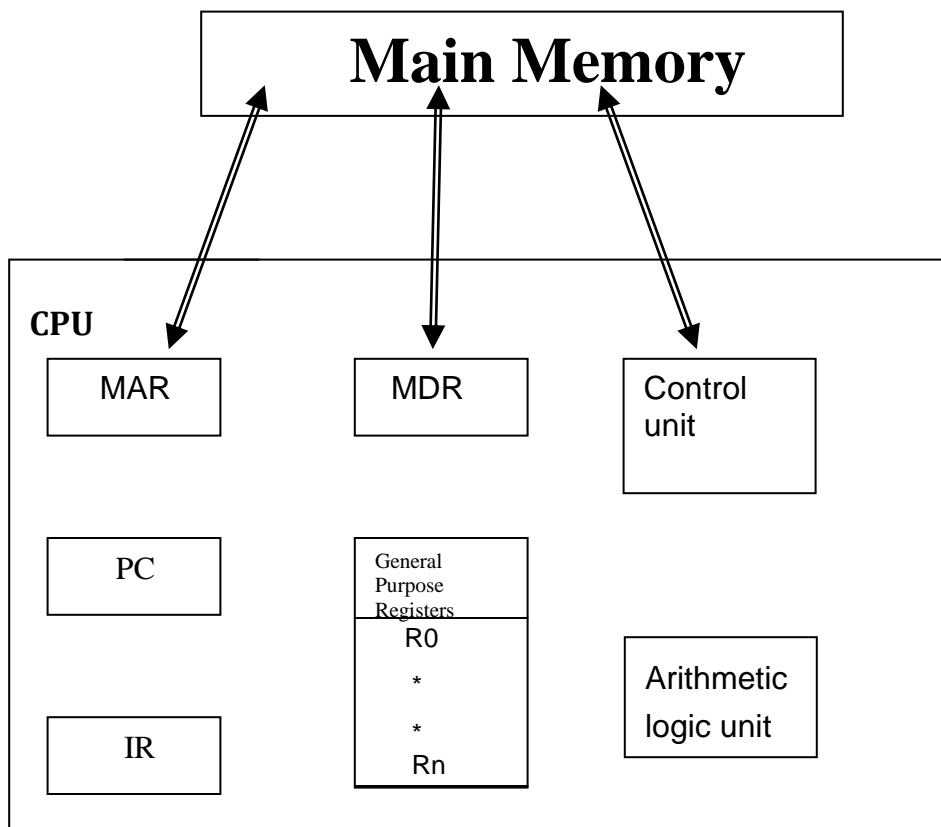 Main Memory
CPU
MAR
MDR
Control
unit
PC
General
Purpose
Registers
R0
*
*
Rn
IR
Arithmetic
logic unit